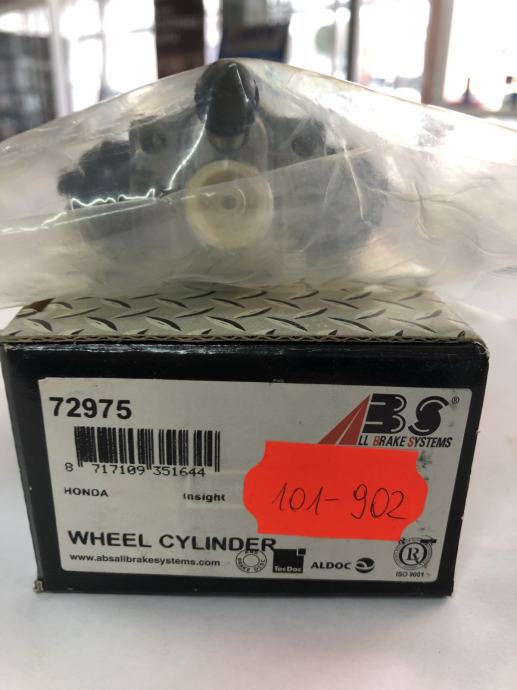 72975
ABS®
ALL BRAKE SYSTEMS
8 717109 351644
HONDA Insight
101-902
WHEEL CYLINDER
www.absallbrakesystems.com
TecDoc
ALDOC
R
ISO 9001